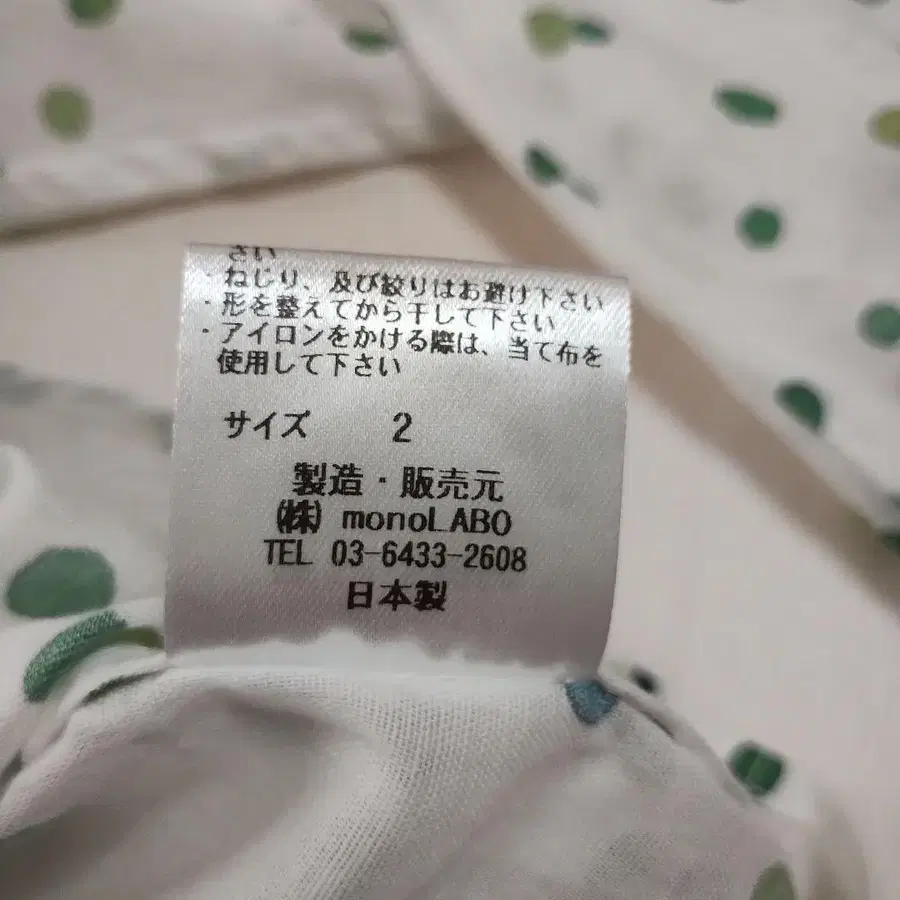 さい
・ねじり、及び絞りはお避け下さい
・形を整えてから干して下さい
・アイロンをかける際は、当て布を
使用して下さい
サイズ 2
製造・販売元
㈱ monoLABO
TEL 03-6433-2608
日本製